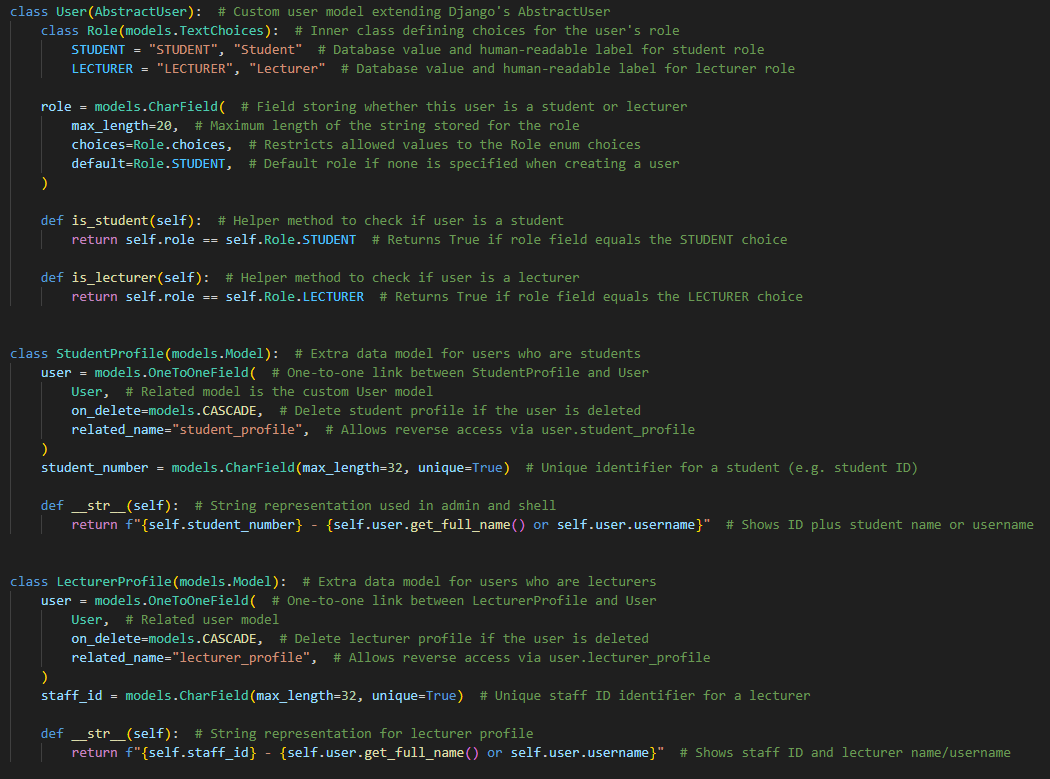 class User(AbstractUser):  # Custom user model extending Django's AbstractUser
    class Role(models.TextChoices):  # Inner class defining choices for the user's role
        STUDENT = "STUDENT", "Student"  # Database value and human-readable label for student role
        LECTURER = "LECTURER", "Lecturer"  # Database value and human-readable label for lecturer role

    role = models.CharField(  # Field storing whether this user is a student or lecturer
        max_length=20,  # Maximum length of the string stored for the role
        choices=Role.choices,  # Restricts allowed values to the Role enum choices
        default=Role.STUDENT,  # Default role if none is specified when creating a user
    )

    def is_student(self):  # Helper method to check if user is a student
        return self.role == self.Role.STUDENT  # Returns True if role field equals the STUDENT choice

    def is_lecturer(self):  # Helper method to check if user is a lecturer
        return self.role == self.Role.LECTURER  # Returns True if role field equals the LECTURER choice


class StudentProfile(models.Model):  # Extra data model for users who are students
    user = models.OneToOneField(  # One-to-one link between StudentProfile and User
        User,  # Related model is the custom User model
        on_delete=models.CASCADE,  # Delete student profile if the user is deleted
        related_name="student_profile",  # Allows reverse access via user.student_profile
    )
    student_number = models.CharField(max_length=32, unique=True)  # Unique identifier for a student (e.g. student ID)

    def __str__(self):  # String representation used in admin and shell
        return f"{self.student_number} - {self.user.get_full_name() or self.user.username}"  # Shows ID plus student name or username


class LecturerProfile(models.Model):  # Extra data model for users who are lecturers
    user = models.OneToOneField(  # One-to-one link between LecturerProfile and User
        User,  # Related user model
        on_delete=models.CASCADE,  # Delete lecturer profile if the user is deleted
        related_name="lecturer_profile",  # Allows reverse access via user.lecturer_profile
    )
    staff_id = models.CharField(max_length=32, unique=True)  # Unique staff ID identifier for a lecturer

    def __str__(self):  # String representation for lecturer profile
        return f"{self.staff_id} - {self.user.get_full_name() or self.user.username}"  # Shows staff ID and lecturer name/username